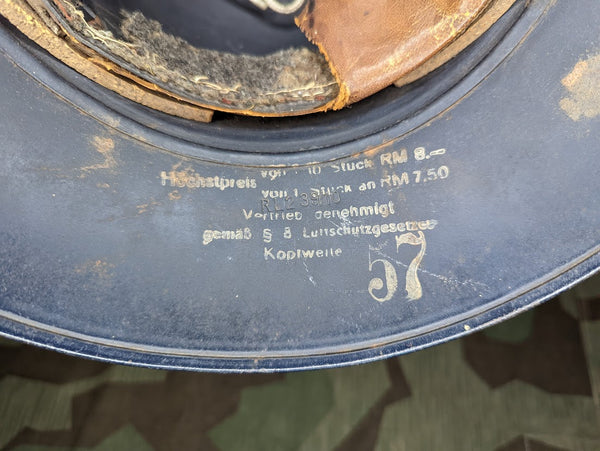 von 1-10 Stück RM 8.—
Höchstpreis
von 11 Stück an RM 7,50
Vertrieb genehmigt
gemäß § 8 Luftschutzgesetzes
Kopfweite 57